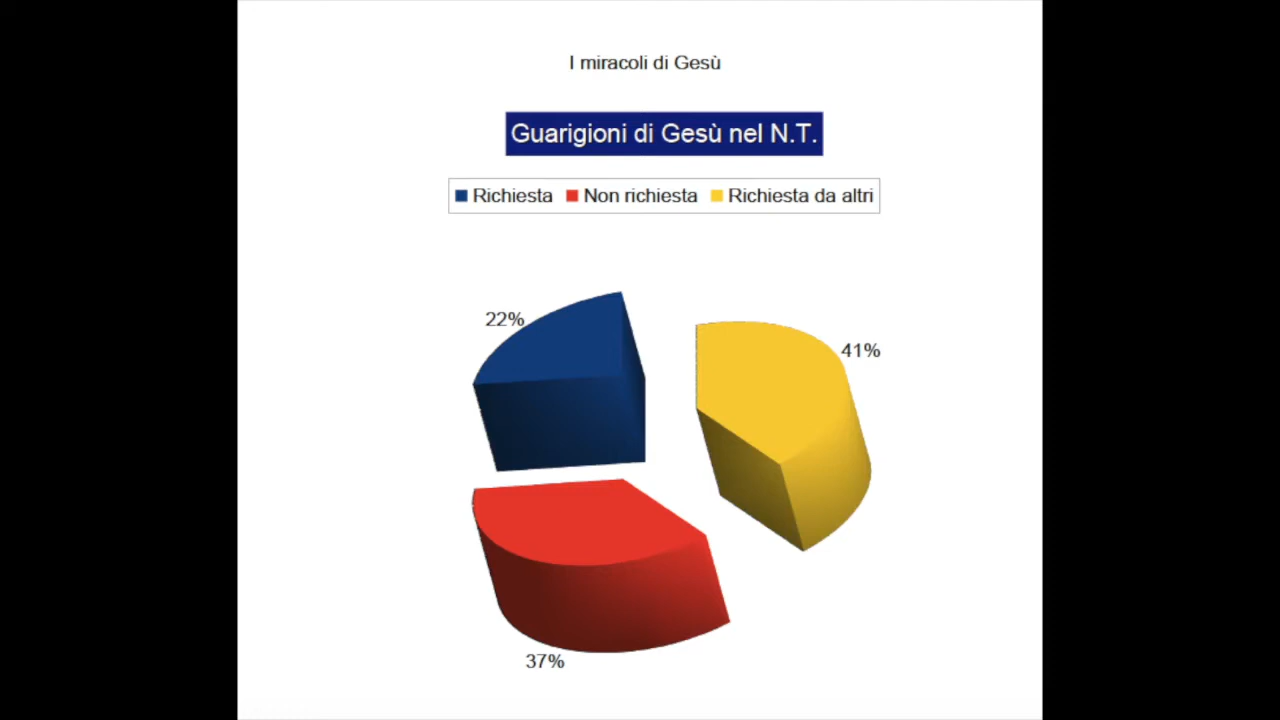 I miracoli di Gesù
Guarigioni di Gesù nel N.T.
Richiesta Non richiesta Richiesta da altri
22%
41%
37%